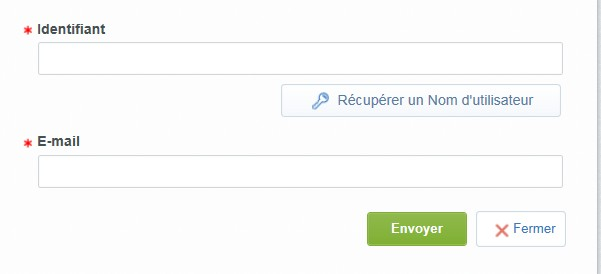 * Identifiant
Récupérer un Nom d'utilisateur
* E-mail
Envoyer
Fermer